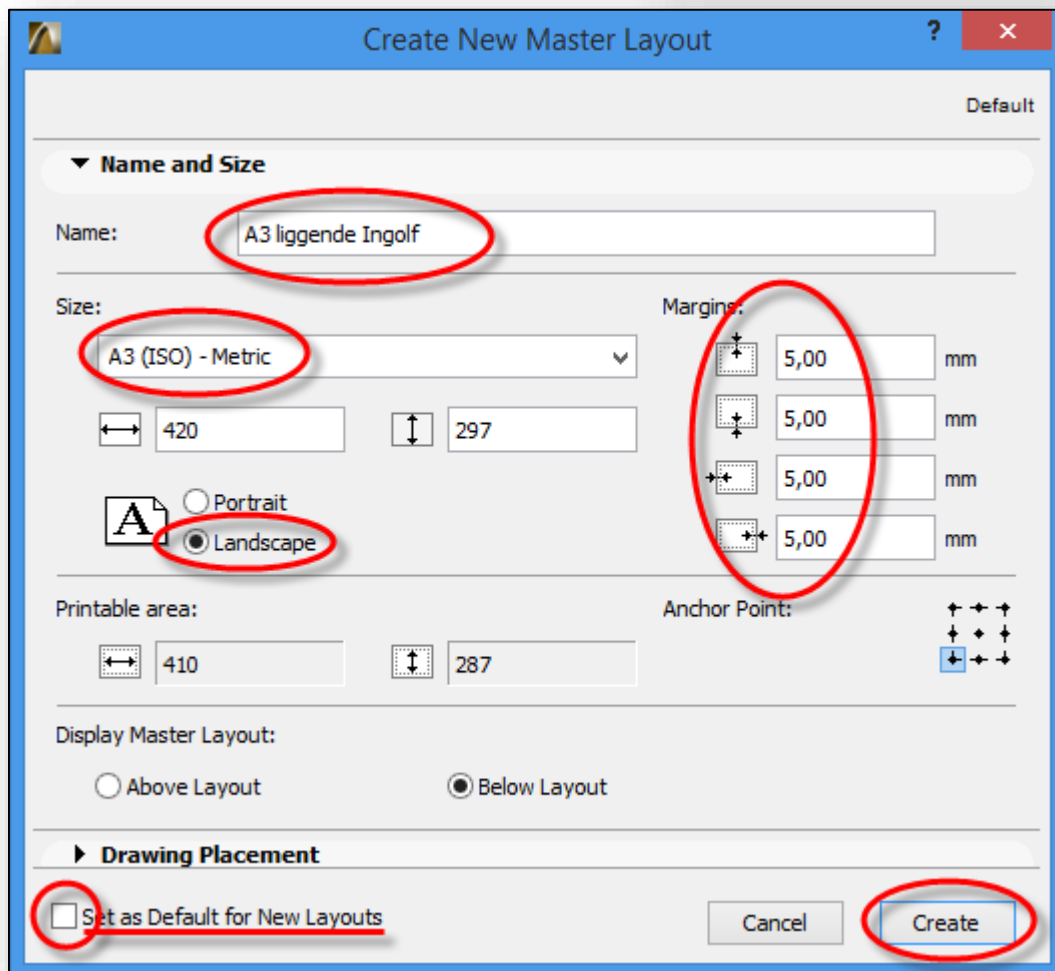 Create New Master Layout
?
Default
Name and Size
Name: A3 liggende Ingolf
Size: Margins:
A3 (ISO) - Metric 5,00 mm
420 297 5,00 mm
A Portrait 5,00 mm
Landscape 5,00 mm
Printable area: Anchor Point:
410 287
Display Master Layout:
Above Layout Below Layout
Drawing Placement
Set as Default for New Layouts Cancel Create